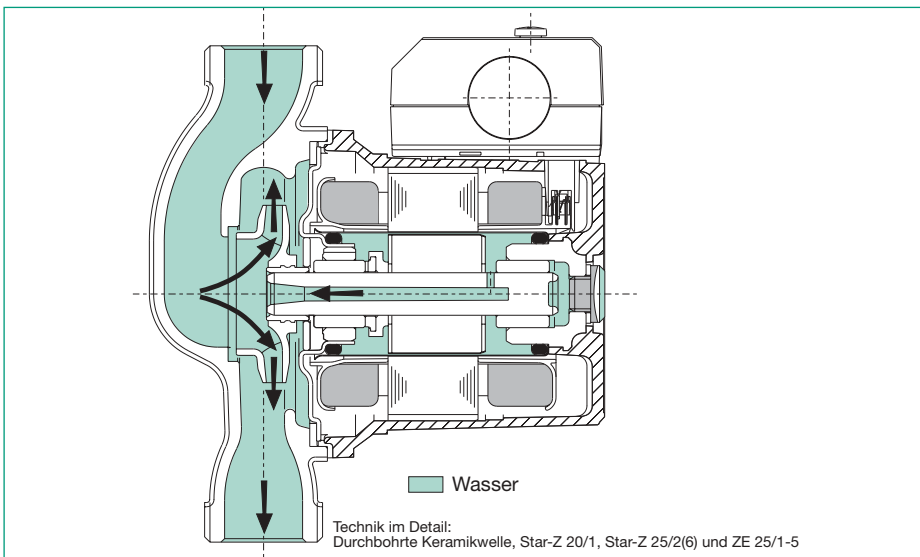 Wasser
Technik im Detail:
Durchbohrte Keramikwelle, Star-Z 20/1, Star-Z 25/2(6) und ZE 25/1-5